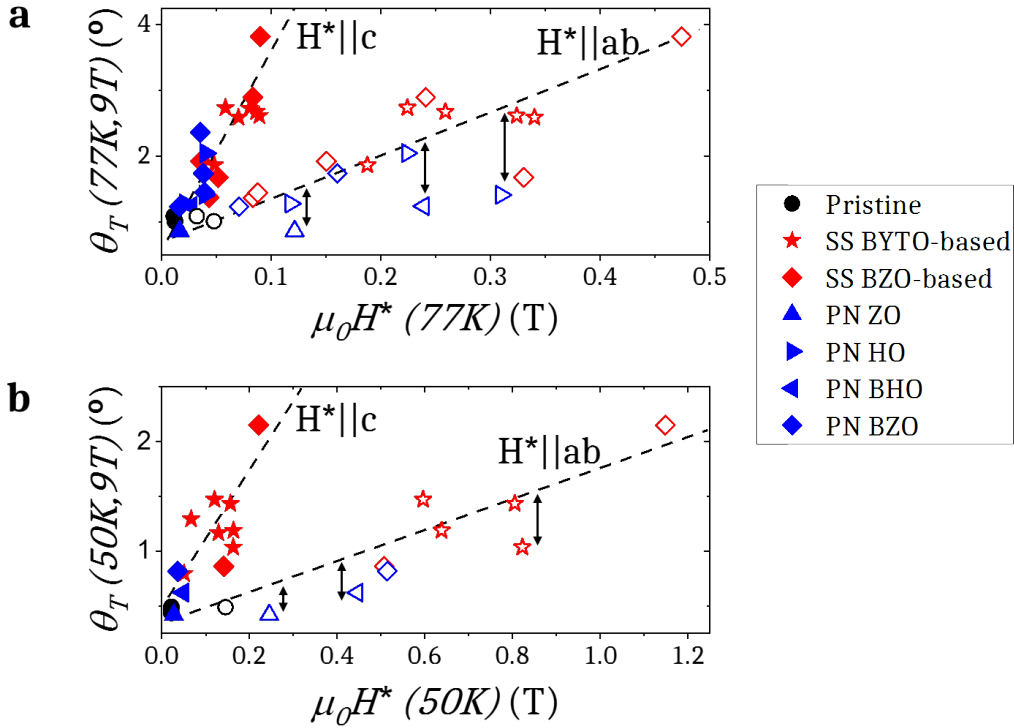 a
θ_T (77K,9T) (º)
4
2
H*||c
H*||ab
0.0 0.1 0.2 0.3 0.4 0.5
μ₀H* (77K) (T)
Pristine
SS BYTO-based
SS BZO-based
PN ZO
PN HO
PN BHO
PN BZO
b
θ_T (50K,9T) (º)
2
1
H*||c
H*||ab
0.0 0.2 0.4 0.6 0.8 1.0 1.2
μ₀H* (50K) (T)